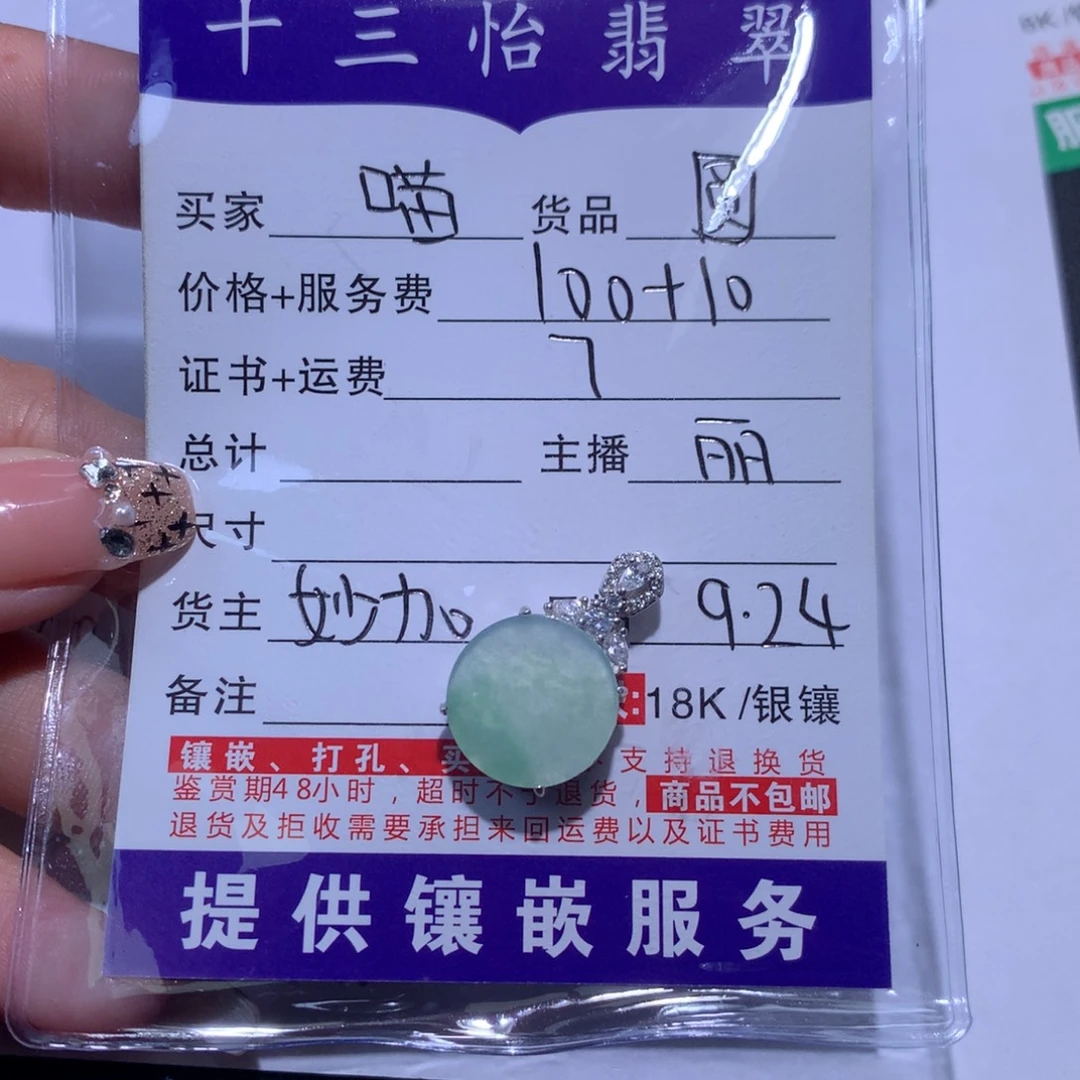 十三怡翡翠
买家 喵 货品 圆
价格+服务费 100+10
证书+运费 7
总计 主播 丽
尺寸
货主 妙加 9.24
备注 18K/银镶
镶嵌、打孔、 支持退换货
鉴赏期48小时，超时不予退货，商品不包邮
退货及拒收需要承担来回运费以及证书费用
提供镶嵌服务